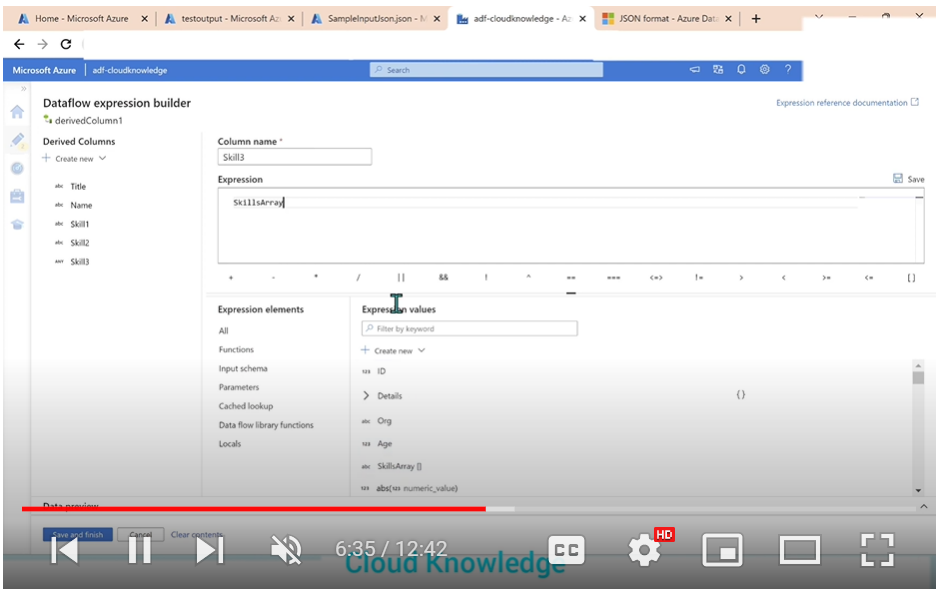 Home - Microsoft Azure
testoutput - Microsoft Az
SampleInputJson.json - M
adf-cloudknowledge - Az
JSON format - Azure Data
Microsoft Azure
adf-cloudknowledge
Search
Dataflow expression builder
Expression reference documentation
derivedColumn1
Derived Columns
Column name *
Create new
Skill3
Expression
Save
abc Title
SkillsArray
abc Name
abc Skill1
abc Skill2
ANY Skill3
+ - * / || && ! ^ == === <=> != > < >= <= []
Expression elements
Expression values
All
Filter by keyword
Functions
Create new
Input schema
123 ID
Parameters
Details {}
Cached lookup
abc Org
Data flow library functions
123 Age
Locals
abc SkillsArray []
123 abs(123 numeric_value)
Data preview
Save and finish
Cancel
Clear contents
6:35 / 12:42
CC
HD
Cloud Knowledge